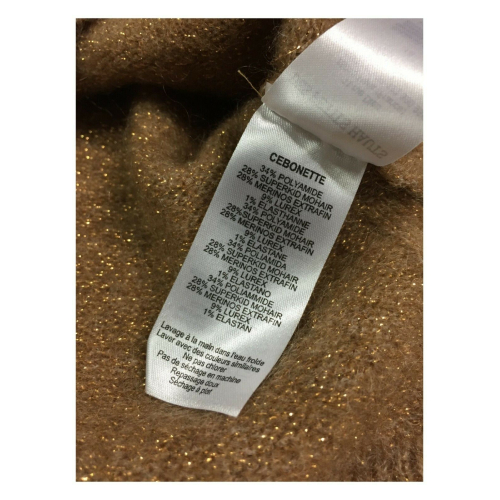 CEBONETTE
34% POLYAMIDE
28% SUPERKID MOHAIR
28% MERINOS EXTRAFIN
9% LUREX
1% ELASTHANNE
34% POLYAMIDE
28% SUPERKID MOHAIR
28% MERINOS EXTRAFIN
9% LUREX
1% ELASTANE
34% POLIAMIDA
28% SUPERKID MOHAIR
28% MERINOS EXTRAFIN
9% LUREX
1% ELASTANO
34% POLIAMMIDE
28% SUPERKID MOHAIR
28% MERINOS EXTRAFIN
9% LUREX
1% ELASTAN
Lavage à la main dans l'eau froide
Laver avec des couleurs similaires
Ne pas chlorer
Pas de séchage en machine
Repassage doux
Séchage à plat